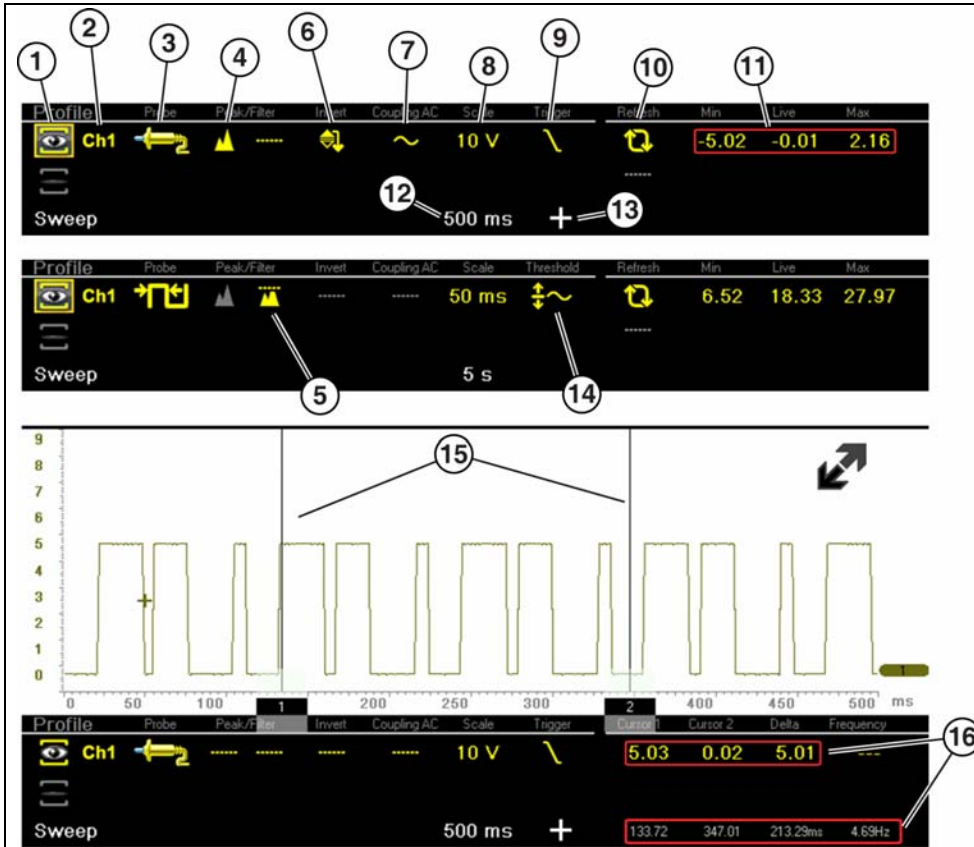 1 2 3 4 6 7 8 9 10 11
Profile Probe Peak/Filter Invert Coupling AC Scale Trigger Refresh Min Live Max
Ch1 ------ 10 V -5.02 -0.01 2.16
------
12 13
Sweep 500 ms
Profile Probe Peak/Filter Invert Coupling AC Scale Threshold Refresh Min Live Max
Ch1 ------ ------ 50 ms 6.52 18.33 27.97
------
Sweep 5 s
5 14
9
8
15
7
6
5
4
3
2
1
0 1
0 50 100 200 300 400 450 500 ms
1 2
Profile Probe Peak/Filter Invert Coupling AC Scale Trigger Cursor 1 Cursor 2 Delta Frequency
Ch1 ------ ------ ------ ------ 10 V 5.03 0.02 5.01 ---
16
Sweep 500 ms 133.72 347.01 213.29ms 4.69Hz